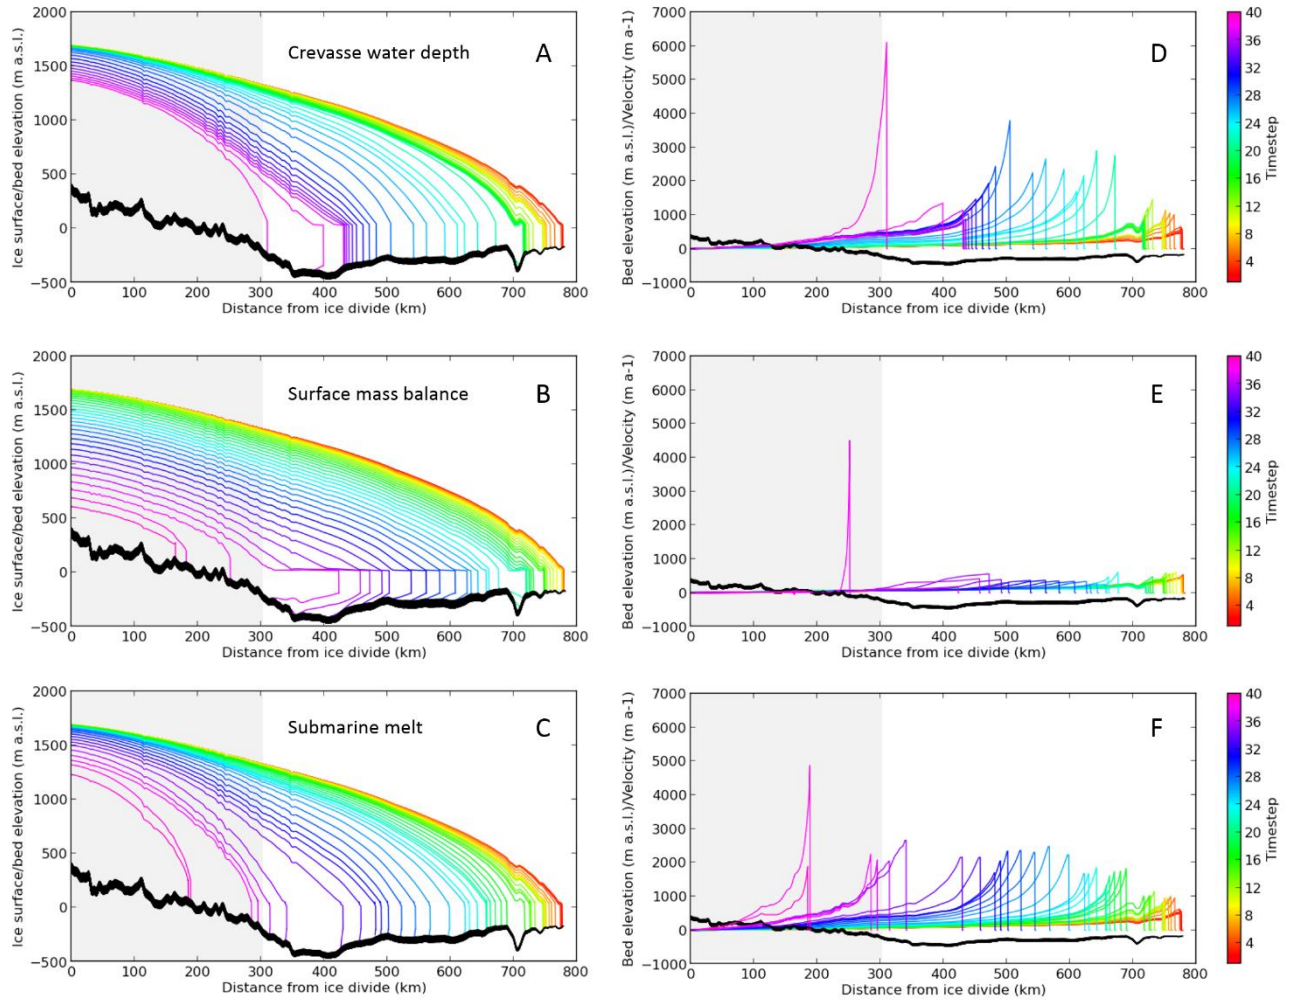 Ice surface/bed elevation (m a.s.l.)
2000
1500
1000
500
0
−500
Crevasse water depth
A
0 100 200 300 400 500 600 700 800
Distance from ice divide (km)
Bed elevation (m a.s.l.)/Velocity (m a-1)
7000
6000
5000
4000
3000
2000
1000
0
−1000
D
0 100 200 300 400 500 600 700 800
Distance from ice divide (km)
40
36
32
28
24
20
16
12
8
4
Timestep
Ice surface/bed elevation (m a.s.l.)
2000
1500
1000
500
0
−500
Surface mass balance
B
0 100 200 300 400 500 600 700 800
Distance from ice divide (km)
Bed elevation (m a.s.l.)/Velocity (m a-1)
7000
6000
5000
4000
3000
2000
1000
0
−1000
E
0 100 200 300 400 500 600 700 800
Distance from ice divide (km)
40
36
32
28
24
20
16
12
8
4
Timestep
Ice surface/bed elevation (m a.s.l.)
2000
1500
1000
500
0
−500
Submarine melt
C
0 100 200 300 400 500 600 700 800
Distance from ice divide (km)
Bed elevation (m a.s.l.)/Velocity (m a-1)
7000
6000
5000
4000
3000
2000
1000
0
−1000
F
0 100 200 300 400 500 600 700 800
Distance from ice divide (km)
40
36
32
28
24
20
16
12
8
4
Timestep